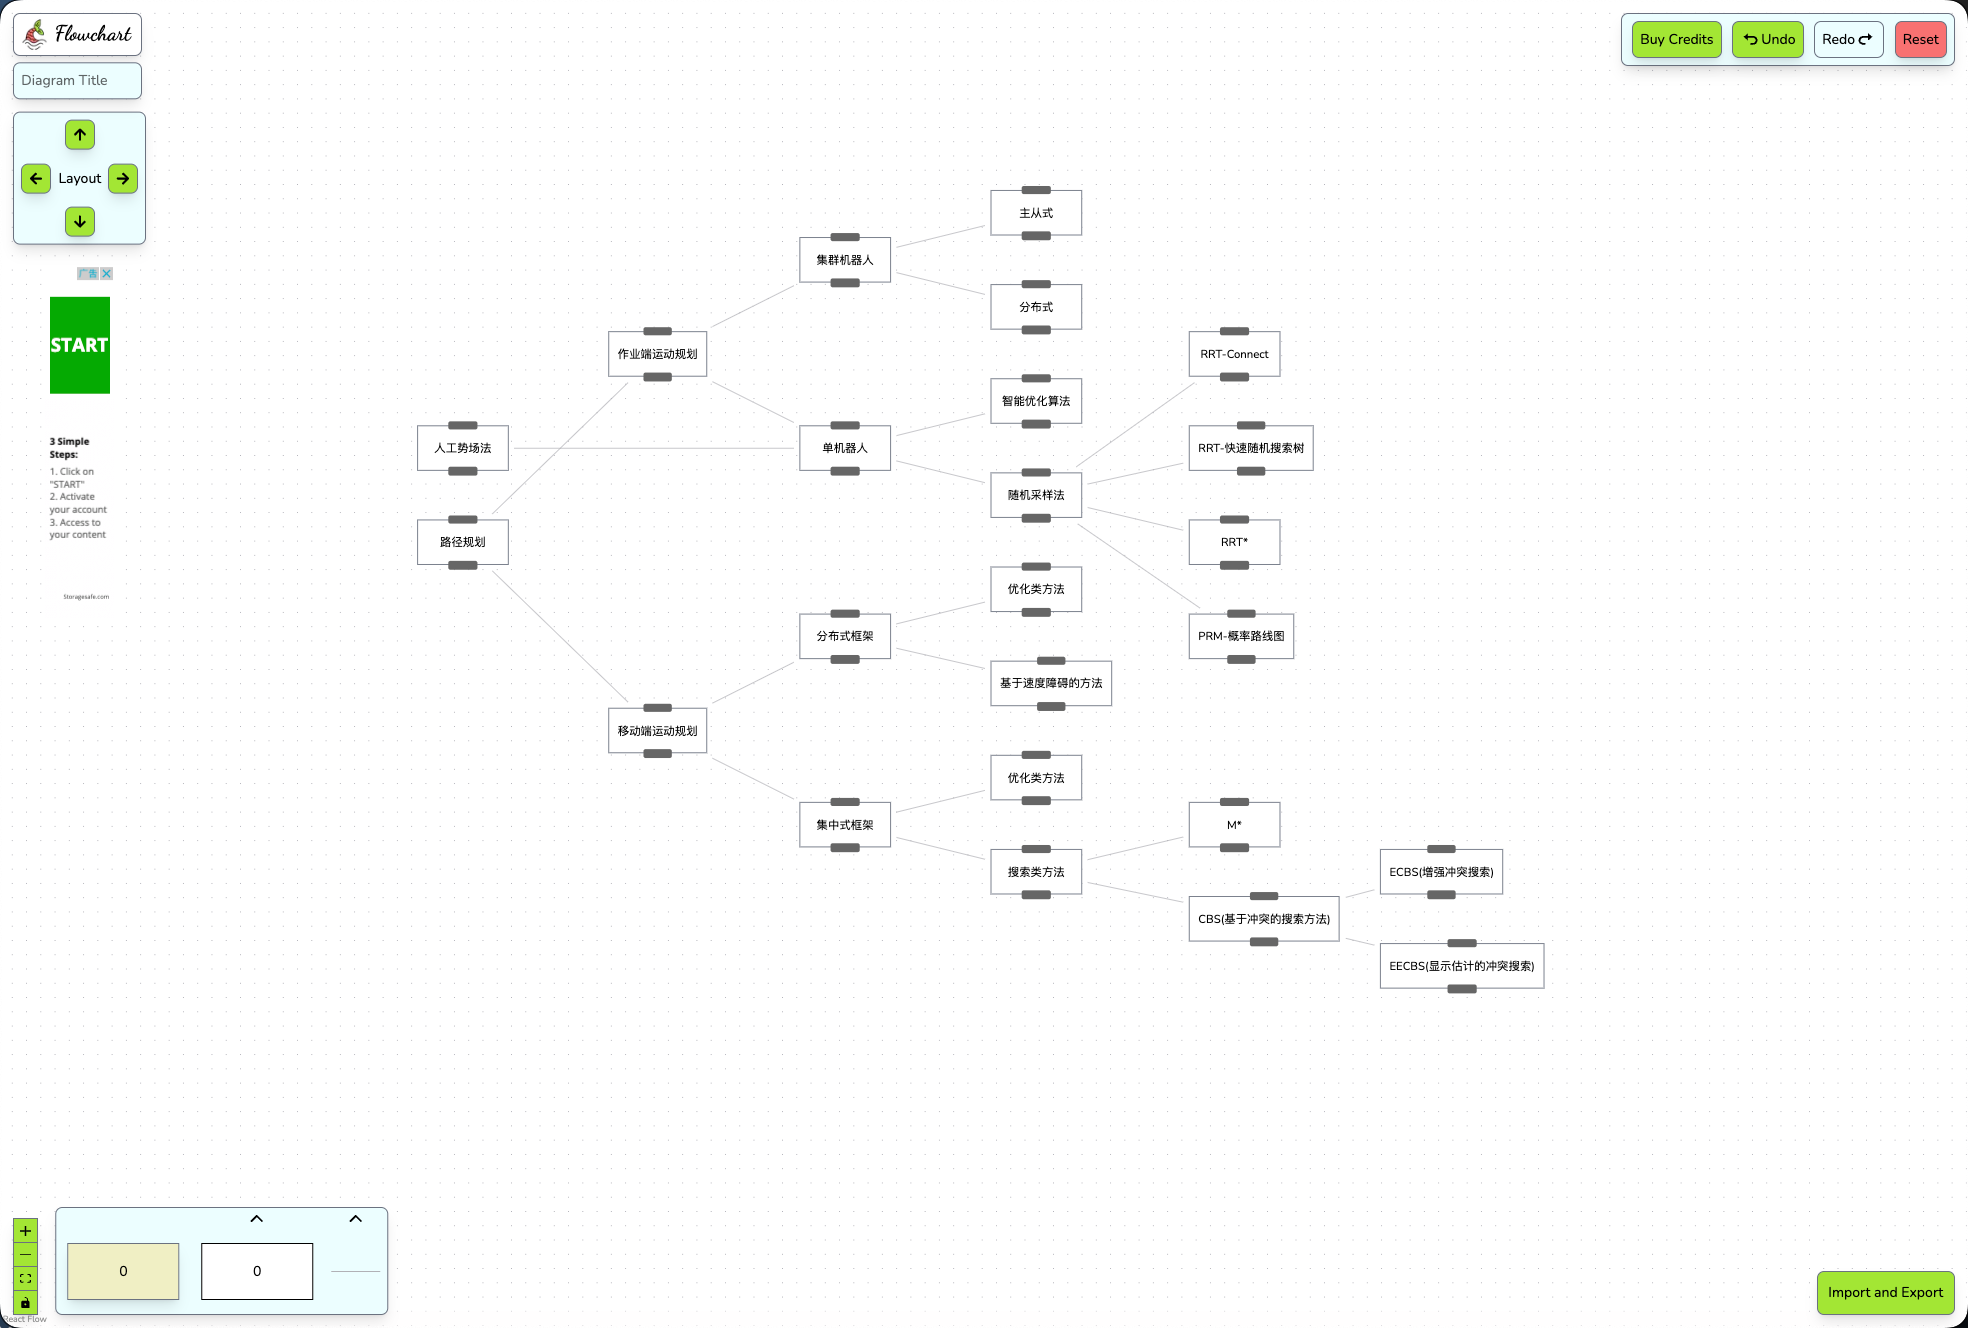 Flowchart
Diagram Title
Layout
Buy Credits
Undo
Redo
Reset
广告
START
3 Simple
Steps:
1. Click on
"START"
2. Activate
your account
3. Access to
your content
Storagesafe.com
主从式
集群机器人
分布式
作业端运动规划
RRT-Connect
智能优化算法
人工势场法
单机器人
RRT-快速随机搜索树
随机采样法
路径规划
RRT*
优化类方法
分布式框架
PRM-概率路线图
基于速度障碍的方法
移动端运动规划
优化类方法
集中式框架
M*
搜索类方法
ECBS(增强冲突搜索)
CBS(基于冲突的搜索方法)
EECBS(显示估计的冲突搜索)
0
0
React Flow
Import and Export